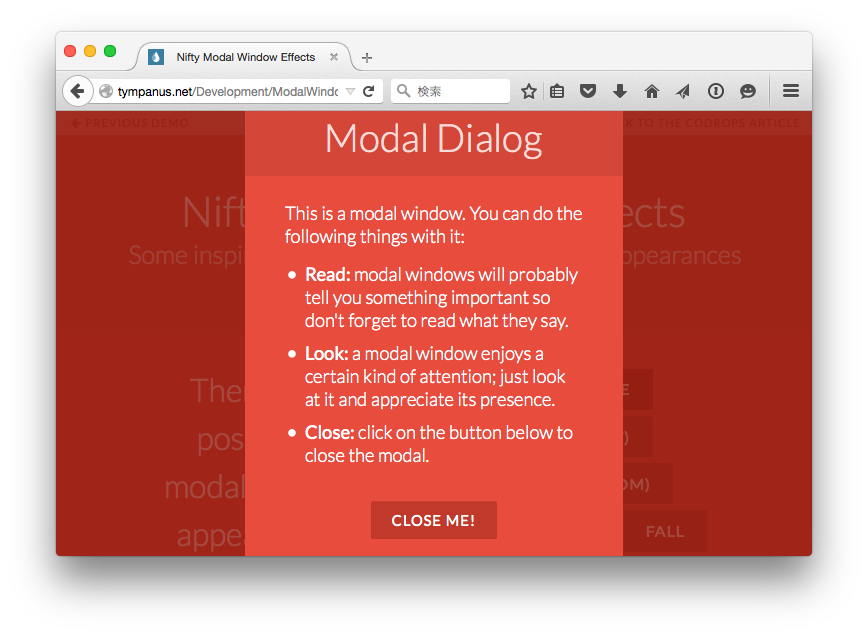 Nifty Modal Window Effects
tympanus.net/Development/ModalWindo
検索
PREVIOUS DEMO
K TO THE CODROPS ARTICLE
Modal Dialog
Nift
ects
Some inspi
ppearances
This is a modal window. You can do the
following things with it:
• Read: modal windows will probably
tell you something important so
don't forget to read what they say.
• Look: a modal window enjoys a
certain kind of attention; just look
at it and appreciate its presence.
• Close: click on the button below to
close the modal.
CLOSE ME!
Ther
pos
modal
appea
E
)
OM)
FALL